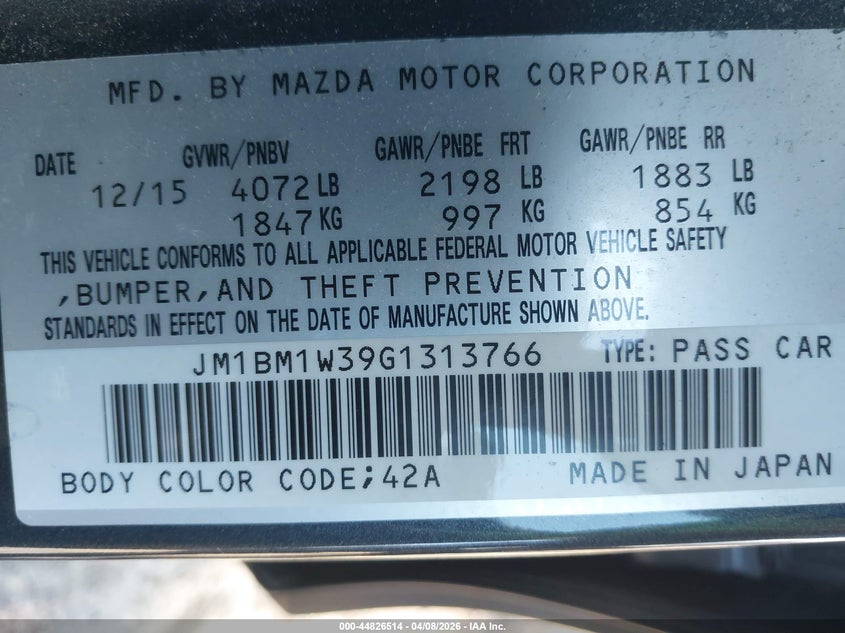 MFD. BY MAZDA MOTOR CORPORATION
DATE GVWR/PNBV GAWR/PNBE FRT GAWR/PNBE RR
12/15 4072 LB 2198 LB 1883 LB
1847 KG 997 KG 854 KG
THIS VEHICLE CONFORMS TO ALL APPLICABLE FEDERAL MOTOR VEHICLE SAFETY
,BUMPER,AND THEFT PREVENTION
STANDARDS IN EFFECT ON THE DATE OF MANUFACTURE SHOWN ABOVE.
JM1BM1W39G1313766 TYPE: PASS CAR
BODY COLOR CODE;42A MADE IN JAPAN
000-44826514 - 04/08/2026 - IAA Inc.